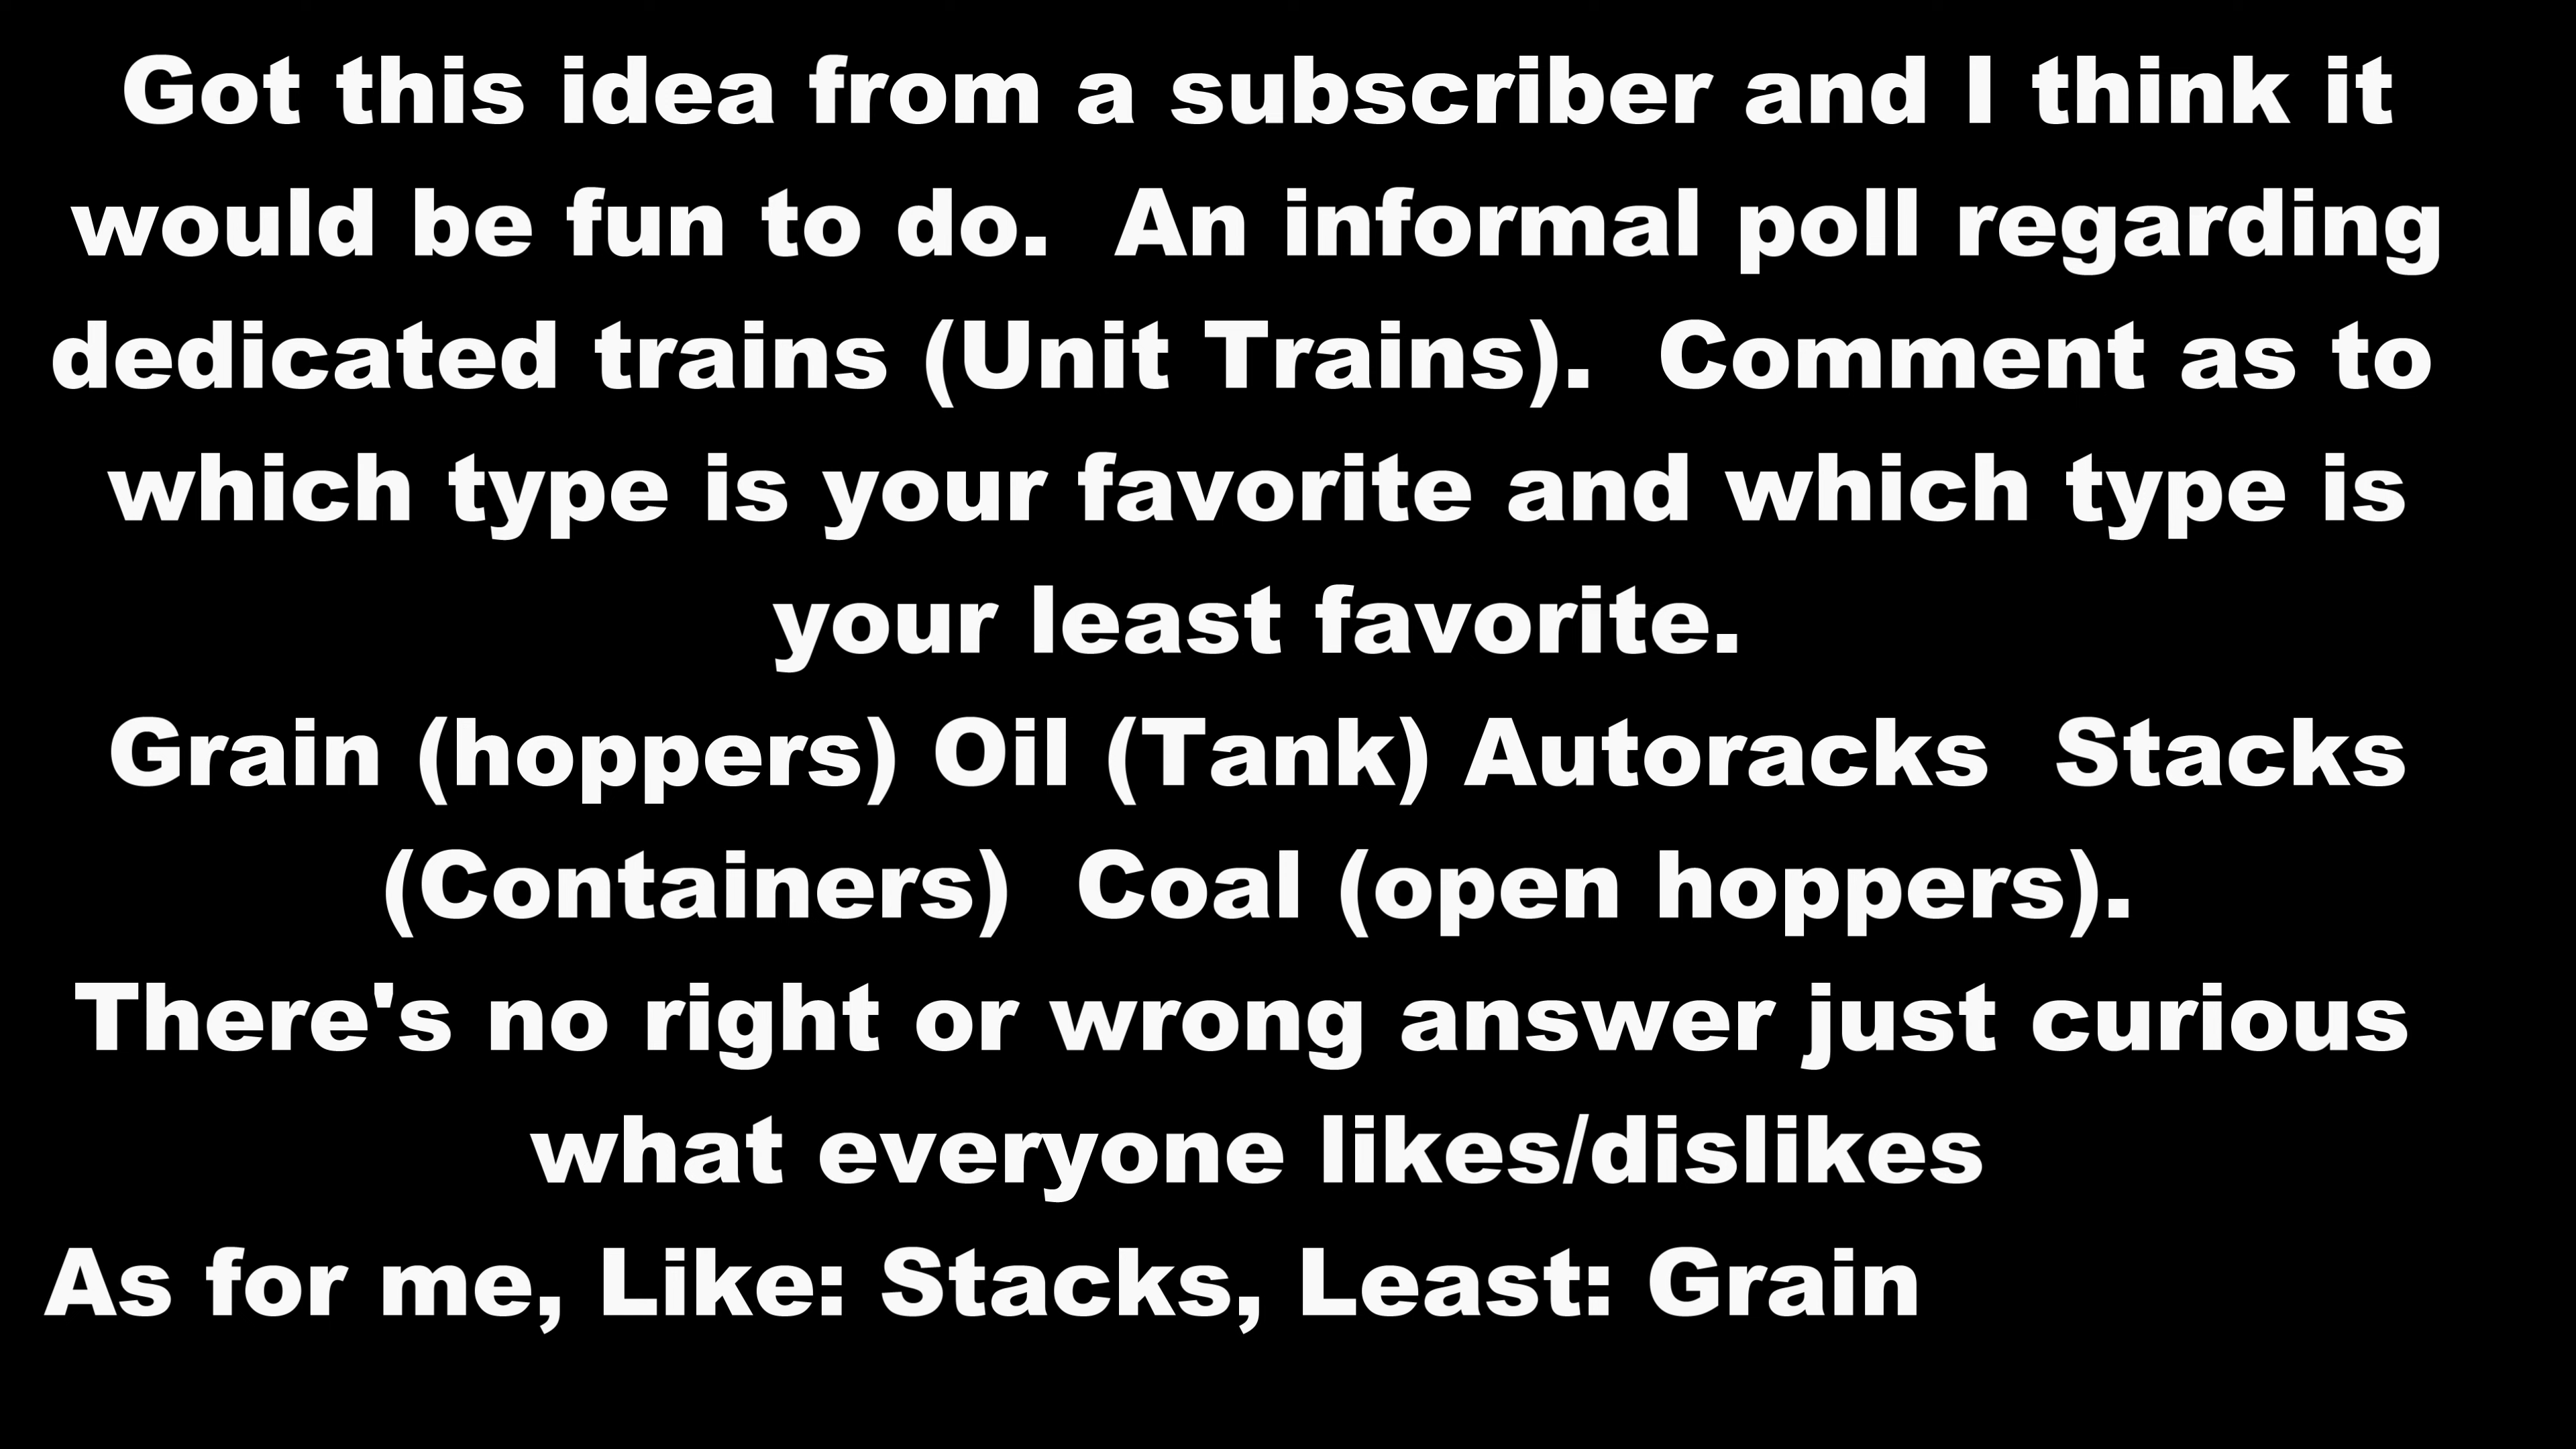 Got this idea from a subscriber and I think it
would be fun to do.  An informal poll regarding
dedicated trains (Unit Trains).  Comment as to
which type is your favorite and which type is
your least favorite.
Grain (hoppers) Oil (Tank) Autoracks  Stacks
(Containers)  Coal (open hoppers).
There's no right or wrong answer just curious
what everyone likes/dislikes
As for me, Like: Stacks, Least: Grain